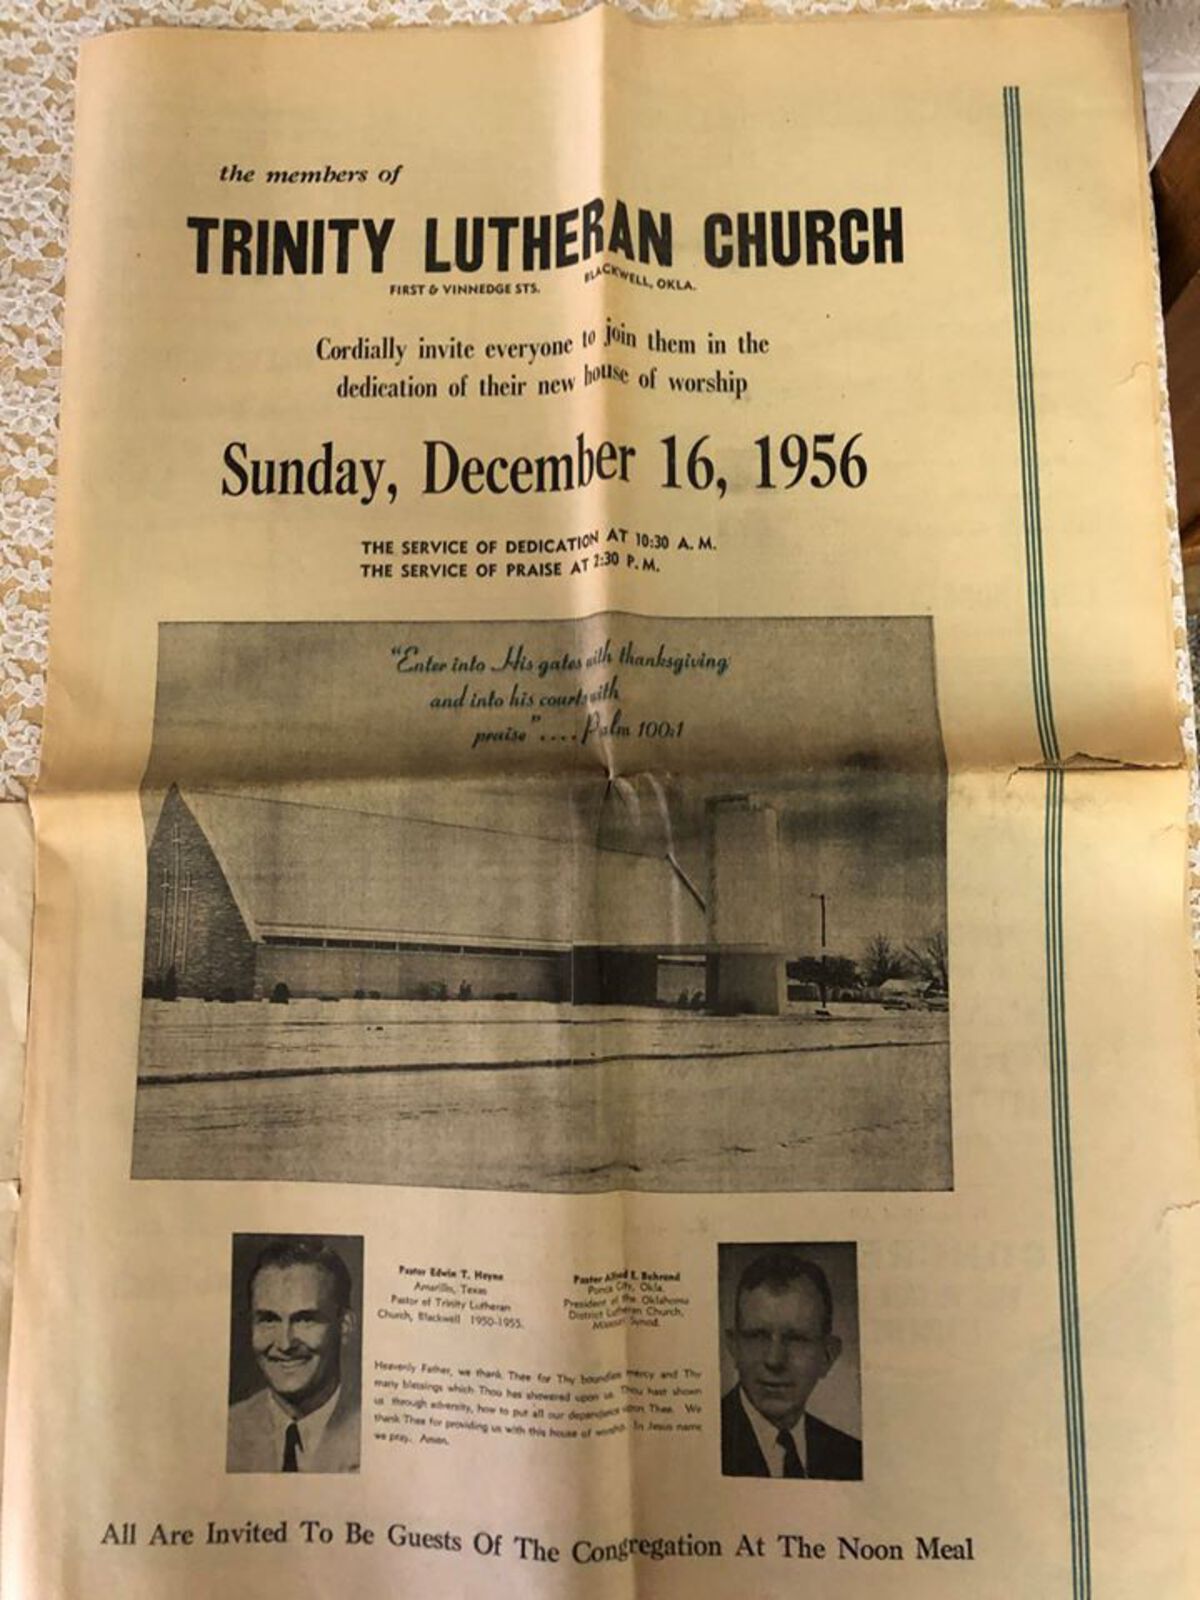 the members of
TRINITY LUTHERAN CHURCH
FIRST & VINNEDGE STS. BLACKWELL, OKLA.
Cordially invite everyone to join them in the
dedication of their new house of worship
Sunday, December 16, 1956
THE SERVICE OF DEDICATION AT 10:30 A. M.
THE SERVICE OF PRAISE AT 2:30 P. M.
"Enter into His gates with thanksgiving
and into his courts with
praise" .... Psalm 100:1
Pastor Edwin T. Heyne
Amarillo, Texas
Pastor of Trinity Lutheran
Church, Blackwell 1950-1955.
Pastor Alfred E. Behrend
Ponca City, Okla.
President of the Oklahoma
District Lutheran Church,
Missouri Synod.
Heavenly Father, we thank Thee for Thy boundless mercy and Thy
many blessings which Thou has showered upon us. Thou hast shown
us through adversity, how to put all our dependence upon Thee. We
thank Thee for providing us with this house of worship. In Jesus name
we pray. Amen.
All Are Invited To Be Guests Of The Congregation At The Noon Meal